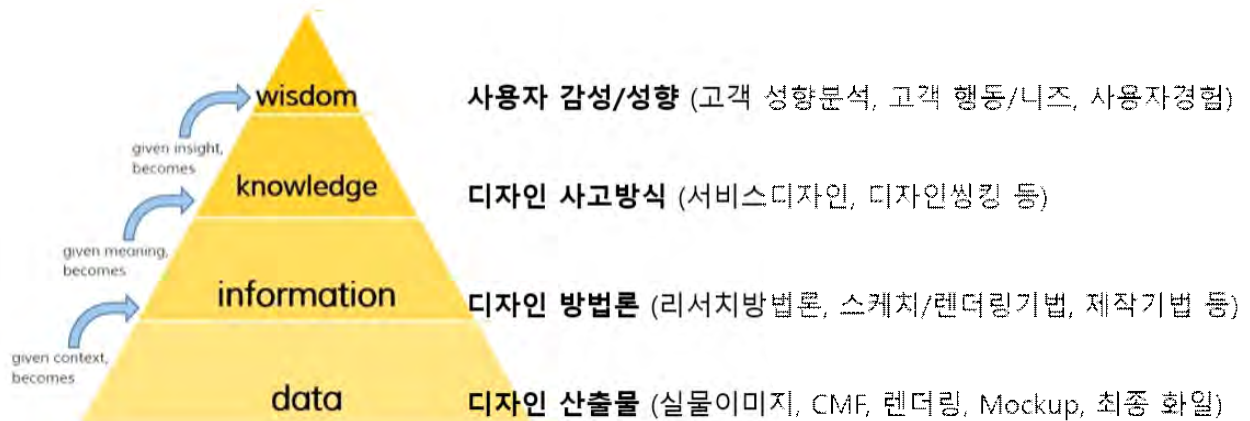 wisdom
사용자 감성/성향 (고객 성향분석, 고객 행동/니즈, 사용자경험)
given insight,
becomes
knowledge
디자인 사고방식 (서비스디자인, 디자인씽킹 등)
given meaning,
becomes
information
디자인 방법론 (리서치방법론, 스케치/렌더링기법, 제작기법 등)
given context,
becomes
data
디자인 산출물 (실물이미지, CMF, 렌더링, Mockup, 최종 화일)